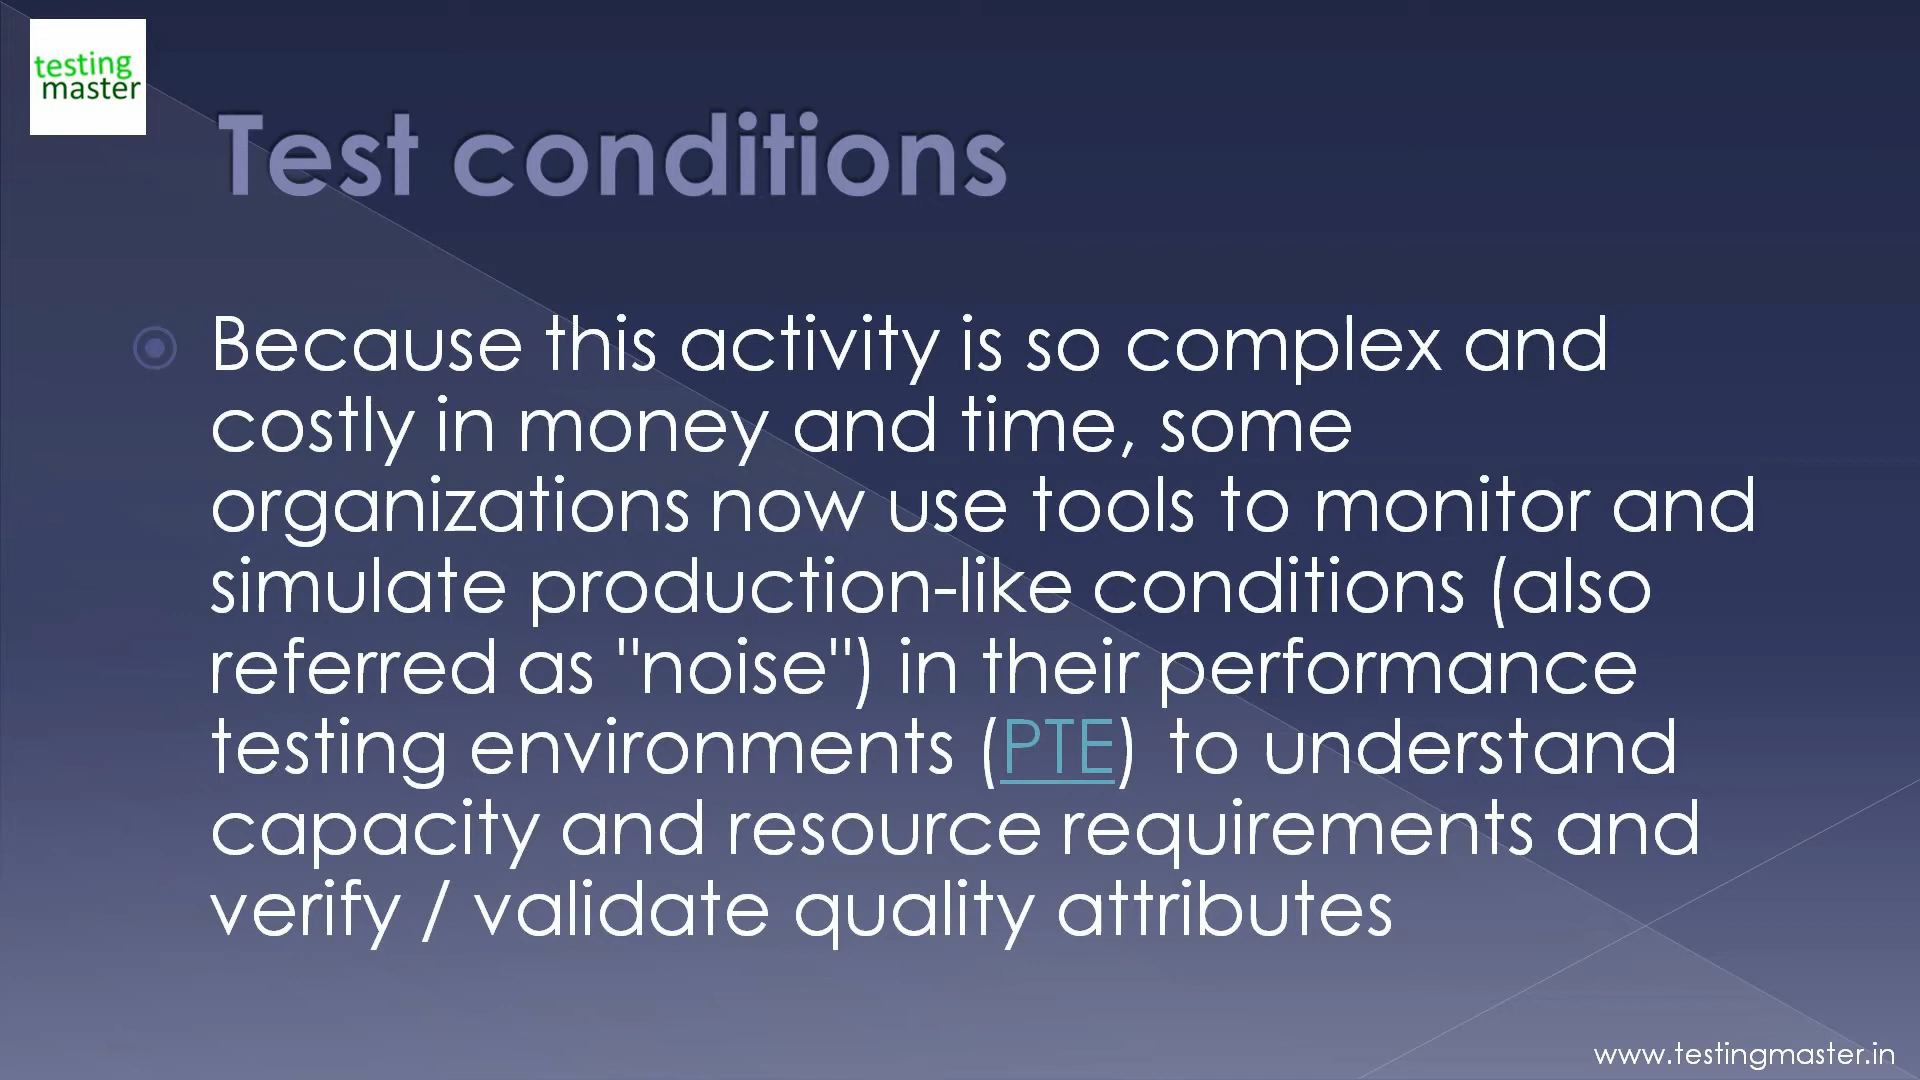 testing
master
Test conditions
Because this activity is so complex and
costly in money and time, some
organizations now use tools to monitor and
simulate production-like conditions (also
referred as "noise") in their performance
testing environments (PTE) to understand
capacity and resource requirements and
verify / validate quality attributes
www.testingmaster.in